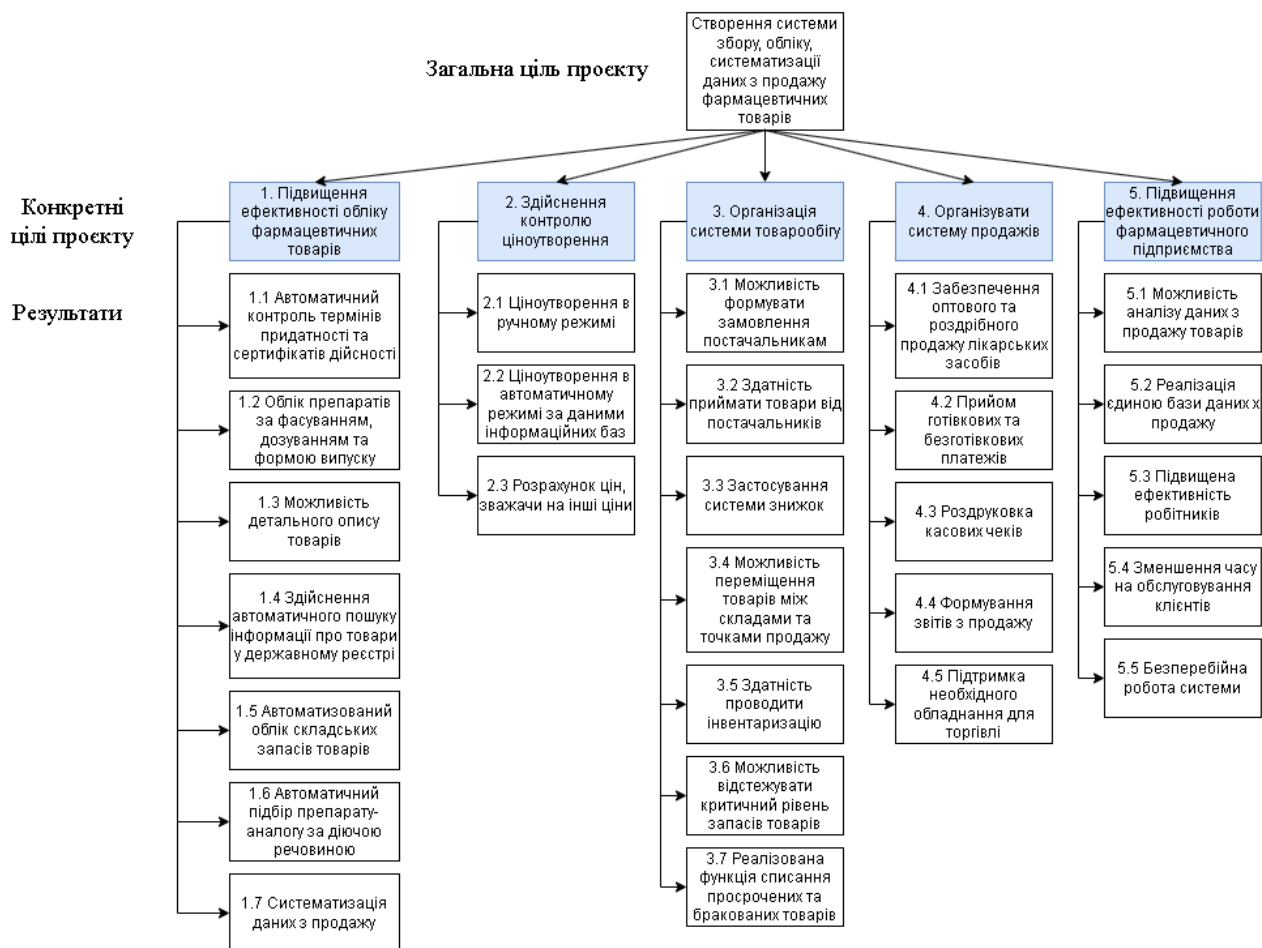 Створення системи
збору, обліку,
систематизації
даних з продажу
фармацевтичних
товарів
Загальна ціль проєкту
Конкретні
цілі проєкту
Результати
1. Підвищення
ефективності обліку
фармацевтичних
товарів
1.1 Автоматичний
контроль термінів
придатності та
сертифікатів дійсності
1.2 Облік препаратів
за фасуванням,
дозуванням та
формою випуску
1.3 Можливість
детального опису
товарів
1.4 Здійснення
автоматичного пошуку
інформації про товари
у державному реєстрі
1.5 Автоматизований
облік складських
запасів товарів
1.6 Автоматичний
підбір препарату-
аналогу за діючою
речовиною
1.7 Систематизація
даних з продажу
2. Здійснення
контролю
ціноутворення
2.1 Ціноутворення в
ручному режимі
2.2 Ціноутворення в
автоматичному
режимі за даними
інформаційних баз
2.3 Розрахунок цін,
зважачи на інші ціни
3. Організація
системи товарообігу
3.1 Можливість
формувати
замовлення
постачальникам
3.2 Здатність
приймати товари від
постачальників
3.3 Застосування
системи знижок
3.4 Можливість
переміщення
товарів між
складами та
точками продажу
3.5 Здатність
проводити
інвентаризацію
3.6 Можливість
відстежувати
критичний рівень
запасів товарів
3.7 Реалізована
функція списання
просрочених та
бракованих товарів
4. Організувати
систему продажів
4.1 Забезпечення
оптового та
роздрібного
продажу лікарських
засобів
4.2 Прийом
готівкових та
безготівкових
платежів
4.3 Роздруковка
касових чеків
4.4 Формування
звітів з продажу
4.5 Підтримка
необхідного
обладнання для
торгівлі
5. Підвищення
ефективності роботи
фармацевтичного
підприємства
5.1 Можливість
аналізу даних з
продажу товарів
5.2 Реалізація
єдиною бази даних х
продажу
5.3 Підвищена
ефективність
робітників
5.4 Зменшення часу
на обслуговування
клієнтів
5.5 Безперебійна
робота системи